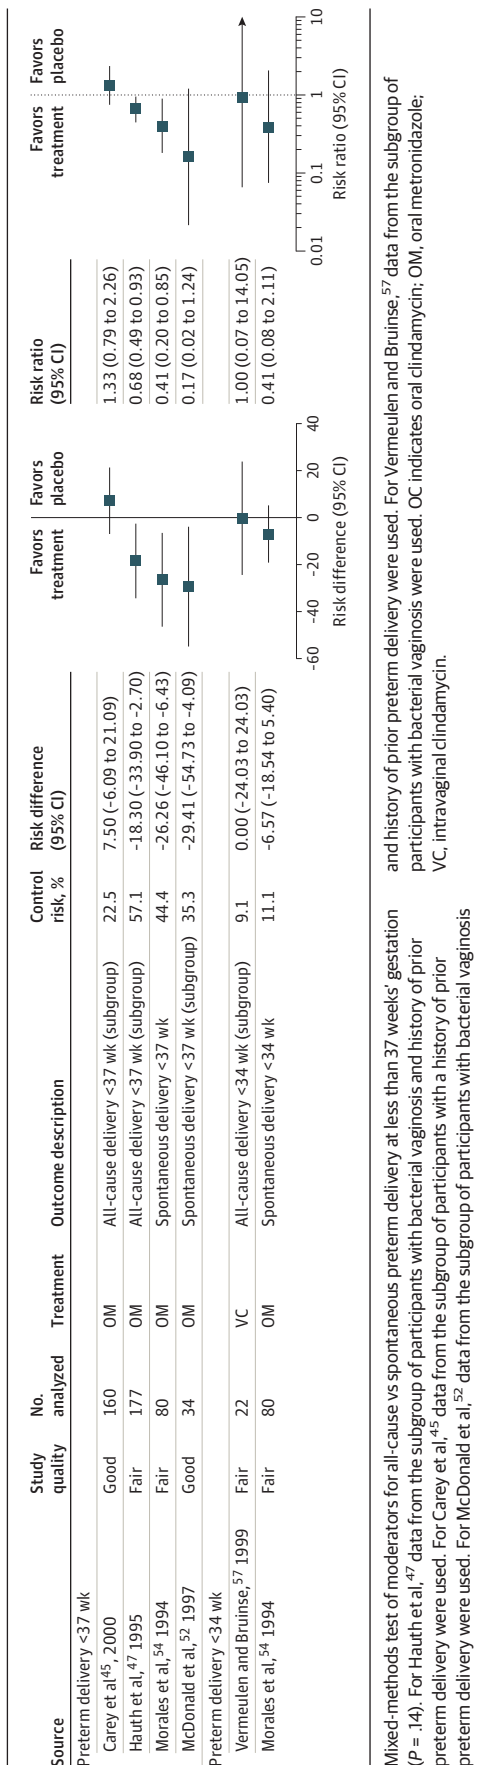 Source Study quality No. analyzed Treatment Outcome description Control risk, % Risk difference (95% CI) Favors treatment Favors placebo Risk ratio (95% CI) Favors treatment Favors placebo
Preterm delivery <37 wk
Carey et al45, 2000 Good 160 OM All-cause delivery <37 wk (subgroup) 22.5 7.50 (-6.09 to 21.09) 1.33 (0.79 to 2.26)
Hauth et al,47 1995 Fair 177 OM All-cause delivery <37 wk (subgroup) 57.1 -18.30 (-33.90 to -2.70) 0.68 (0.49 to 0.93)
Morales et al,54 1994 Fair 80 OM Spontaneous delivery <37 wk 44.4 -26.26 (-46.10 to -6.43) 0.41 (0.20 to 0.85)
McDonald et al,52 1997 Good 34 OM Spontaneous delivery <37 wk (subgroup) 35.3 -29.41 (-54.73 to -4.09) 0.17 (0.02 to 1.24)
Preterm delivery <34 wk
Vermeulen and Bruinse,57 1999 Fair 22 VC All-cause delivery <34 wk (subgroup) 9.1 0.00 (-24.03 to 24.03) 1.00 (0.07 to 14.05)
Morales et al,54 1994 Fair 80 OM Spontaneous delivery <34 wk 11.1 -6.57 (-18.54 to 5.40) 0.41 (0.08 to 2.11)
-60 -40 -20 0 20 40 0.01 0.1 1 10
Risk difference (95% CI) Risk ratio (95% CI)
Mixed-methods test of moderators for all-cause vs spontaneous preterm delivery at less than 37 weeks' gestation
(P = .14). For Hauth et al,47 data from the subgroup of participants with bacterial vaginosis and history of prior
preterm delivery were used. For Carey et al,45 data from the subgroup of participants with a history of prior
preterm delivery were used. For McDonald et al,52 data from the subgroup of participants with bacterial vaginosis
and history of prior preterm delivery were used. For Vermeulen and Bruinse,57 data from the subgroup of
participants with bacterial vaginosis were used. OC indicates oral clindamycin; OM, oral metronidazole;
VC, intravaginal clindamycin.